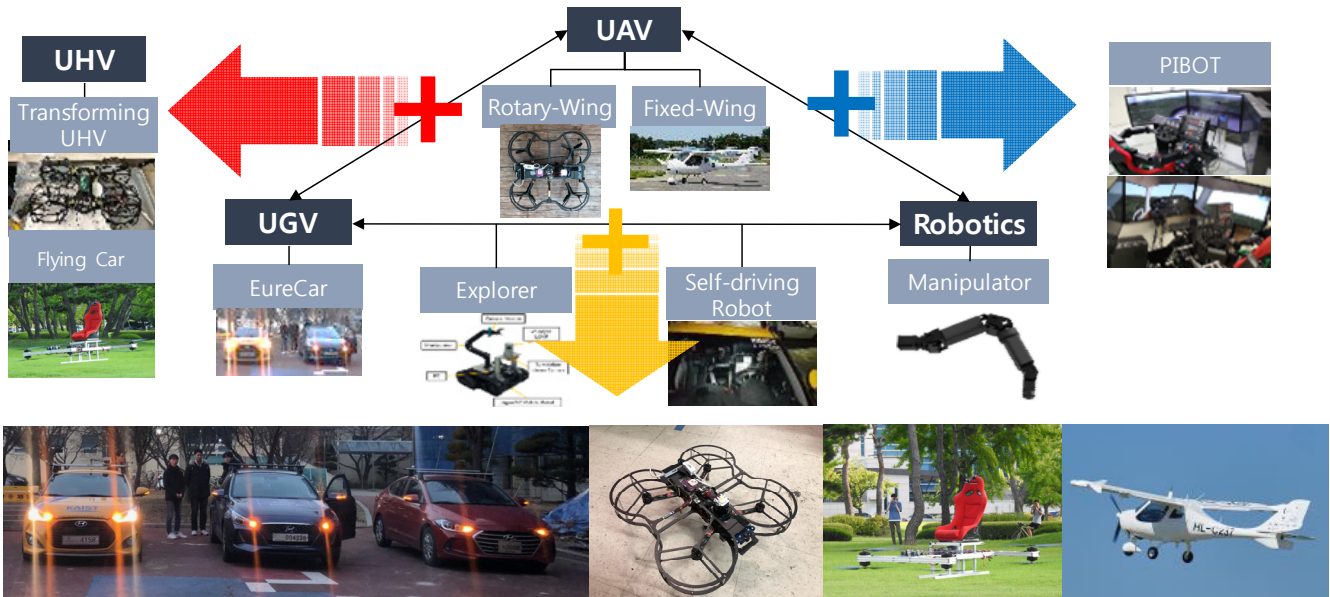 UAV
UHV
PIBOT
Rotary-Wing
Fixed-Wing
Transforming
UHV
UGV
Robotics
Flying Car
EureCar
Explorer
Self-driving
Robot
Manipulator
KAIST
HL-C237